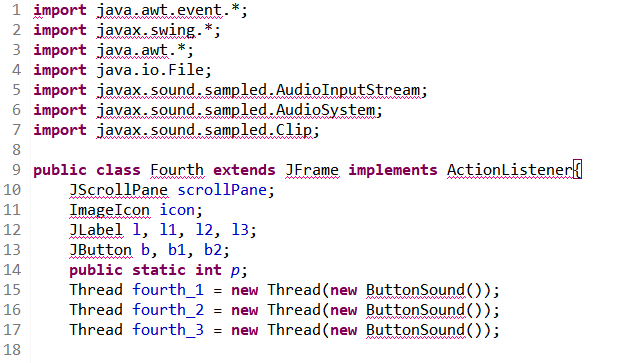 1 import java.awt.event.*;
2 import javax.swing.*;
3 import java.awt.*;
4 import java.io.File;
5 import javax.sound.sampled.AudioInputStream;
6 import javax.sound.sampled.AudioSystem;
7 import javax.sound.sampled.Clip;
8
9 public class Fourth extends JFrame implements ActionListener{
10 JScrollPane scrollPane;
11 ImageIcon icon;
12 JLabel l, l1, l2, l3;
13 JButton b, b1, b2;
14 public static int p;
15 Thread fourth_1 = new Thread(new ButtonSound());
16 Thread fourth_2 = new Thread(new ButtonSound());
17 Thread fourth_3 = new Thread(new ButtonSound());
18